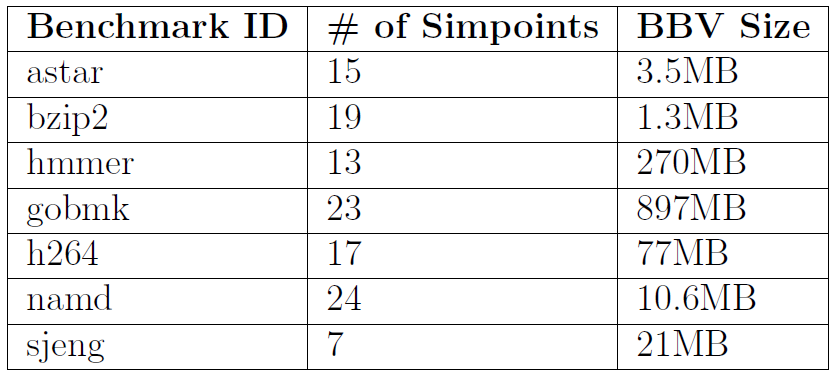 Benchmark ID # of Simpoints BBV Size
astar 15 3.5MB
bzip2 19 1.3MB
hmmer 13 270MB
gobmk 23 897MB
h264 17 77MB
namd 24 10.6MB
sjeng 7 21MB